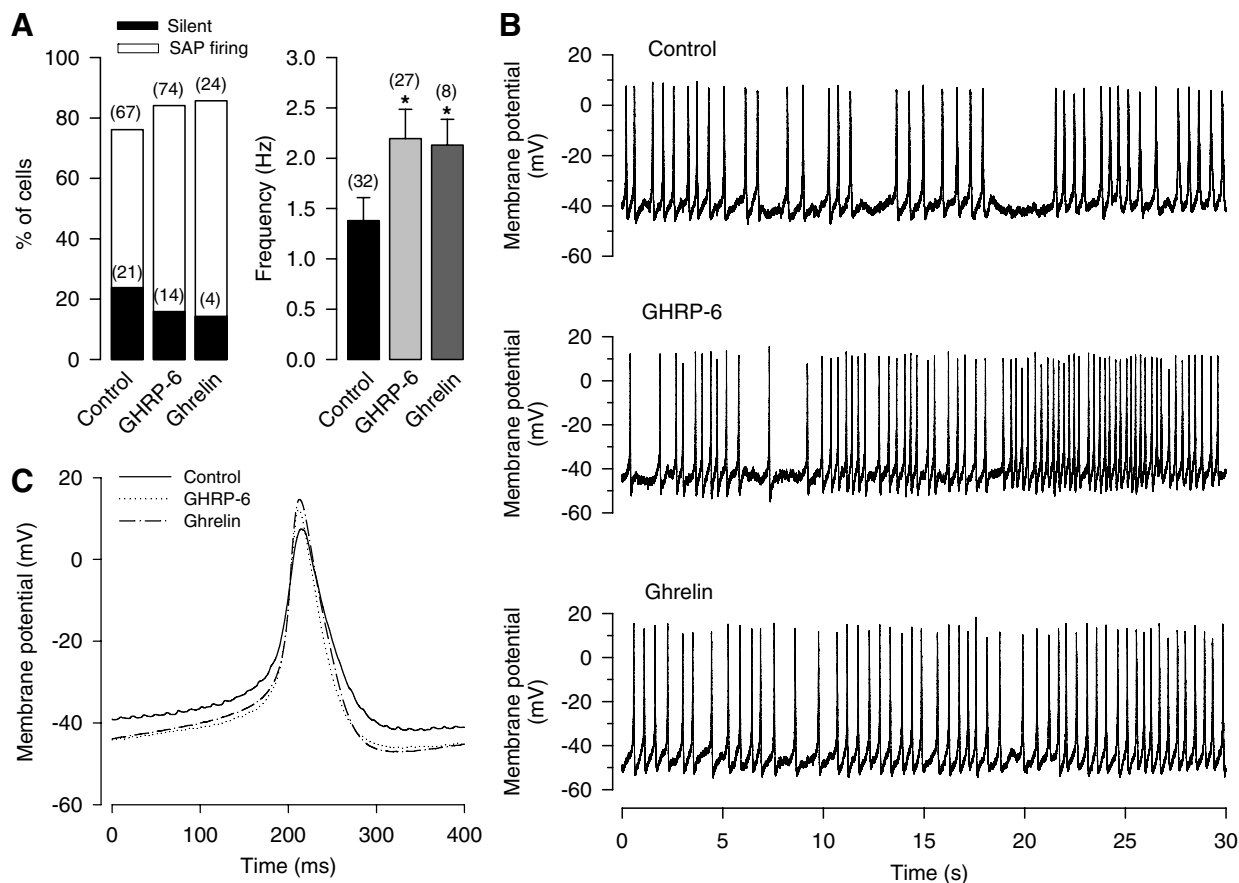 A
Silent
SAP firing
% of cells
100
80
60
40
20
0
(67)
(74)
(24)
(21)
(14)
(4)
Control
GHRP-6
Ghrelin
Frequency (Hz)
3.0
2.5
2.0
1.5
1.0
0.5
0.0
(32)
(27)
*
(8)
*
Control
GHRP-6
Ghrelin
B
Control
Membrane potential
(mV)
20
0
-20
-40
-60
GHRP-6
Membrane potential
(mV)
20
0
-20
-40
-60
Ghrelin
Membrane potential
(mV)
20
0
-20
-40
-60
0
5
10
15
20
25
30
Time (s)
C
Control
GHRP-6
Ghrelin
Membrane potential (mV)
20
0
-20
-40
-60
0
100
200
300
400
Time (ms)